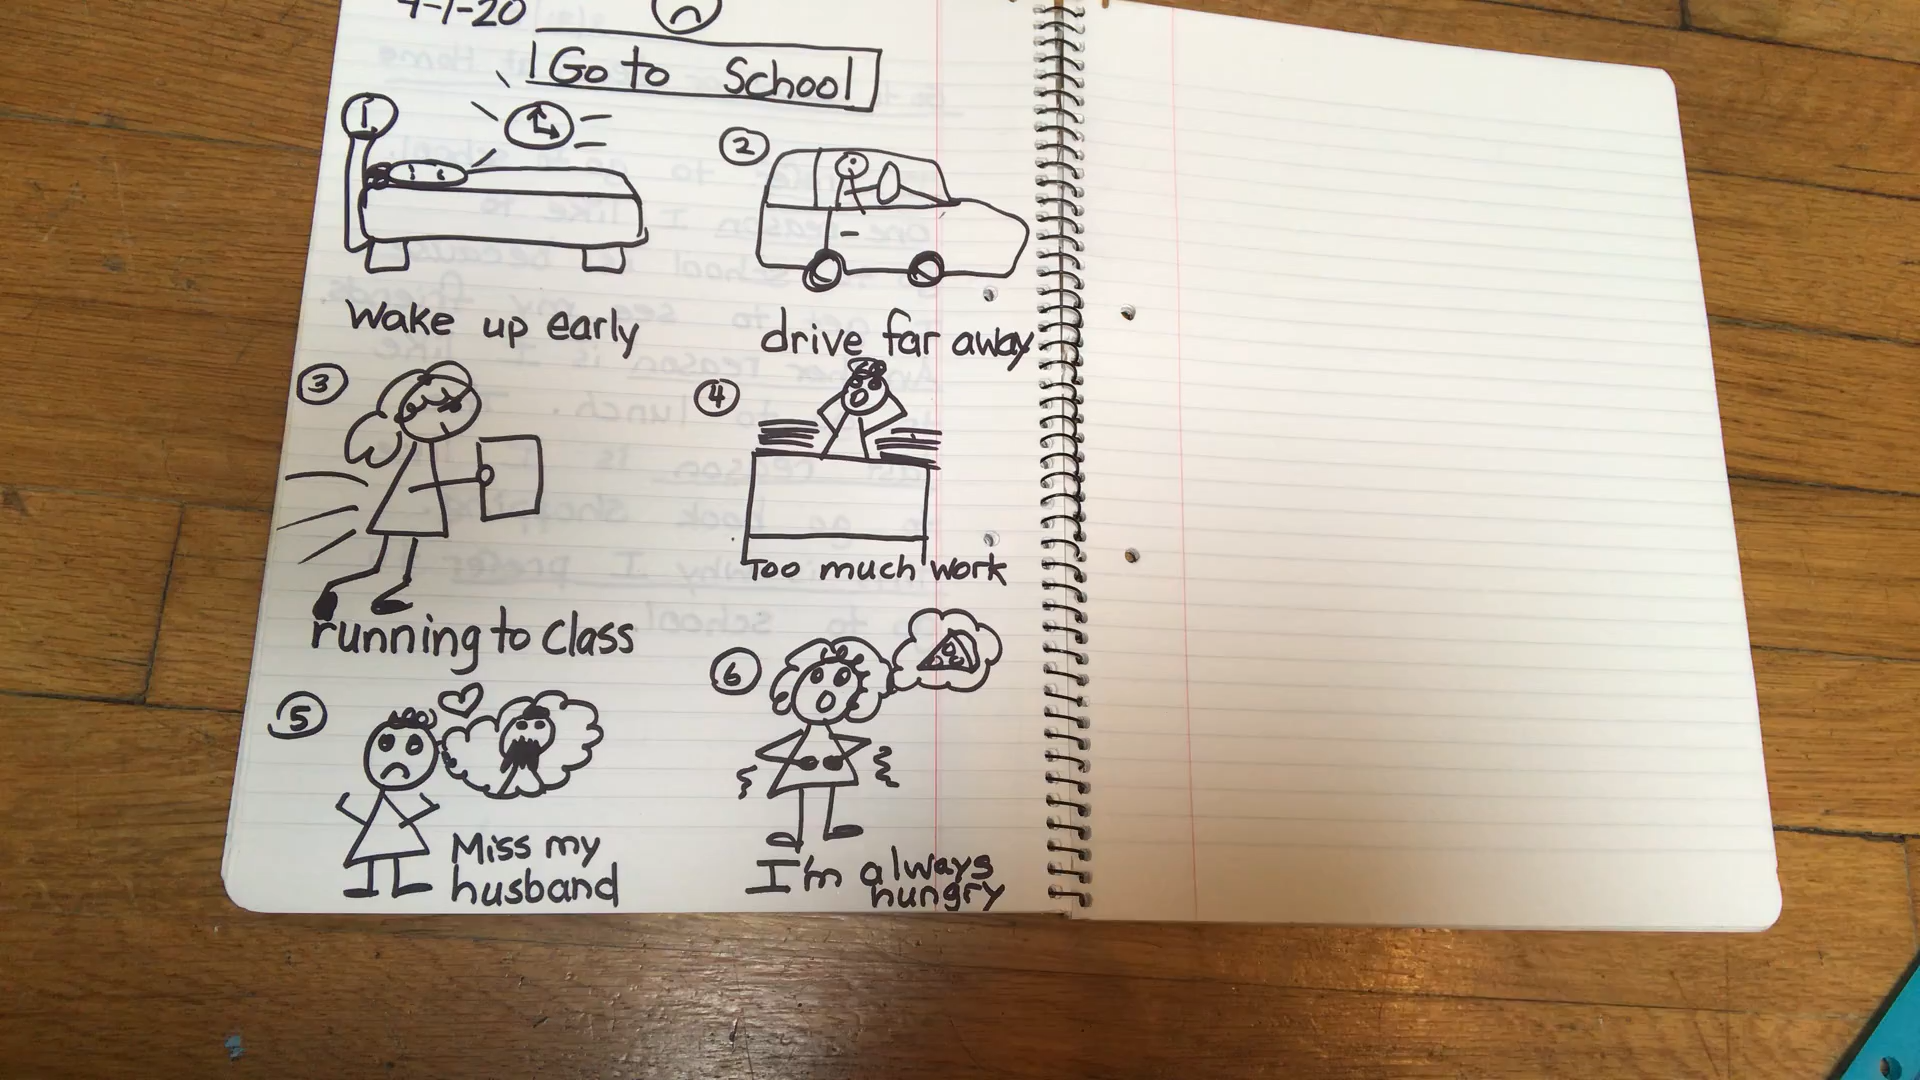 4-1-20
Go to School
1
2
wake up early
drive far away
3
4
running to class
Too much work
5
6
Miss my
husband
I'm always
hungry